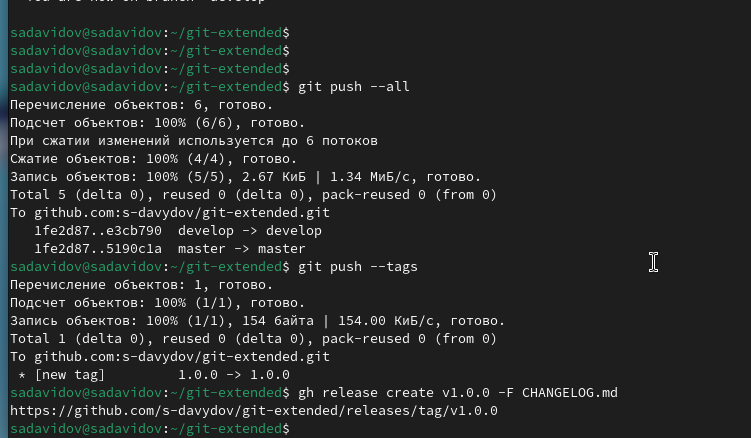 You are now on branch 'develop'
sadavidov@sadavidov:~/git-extended$
sadavidov@sadavidov:~/git-extended$
sadavidov@sadavidov:~/git-extended$
sadavidov@sadavidov:~/git-extended$ git push --all
Перечисление объектов: 6, готово.
Подсчет объектов: 100% (6/6), готово.
При сжатии изменений используется до 6 потоков
Сжатие объектов: 100% (4/4), готово.
Запись объектов: 100% (5/5), 2.67 КиБ | 1.34 МиБ/с, готово.
Total 5 (delta 0), reused 0 (delta 0), pack-reused 0 (from 0)
To github.com:s-davydov/git-extended.git
   1fe2d87..e3cb790  develop -> develop
   1fe2d87..5190c1a  master -> master
sadavidov@sadavidov:~/git-extended$ git push --tags
Перечисление объектов: 1, готово.
Подсчет объектов: 100% (1/1), готово.
Запись объектов: 100% (1/1), 154 байта | 154.00 КиБ/с, готово.
Total 1 (delta 0), reused 0 (delta 0), pack-reused 0 (from 0)
To github.com:s-davydov/git-extended.git
 * [new tag]         1.0.0 -> 1.0.0
sadavidov@sadavidov:~/git-extended$ gh release create v1.0.0 -F CHANGELOG.md
https://github.com/s-davydov/git-extended/releases/tag/v1.0.0
sadavidov@sadavidov:~/git-extended$